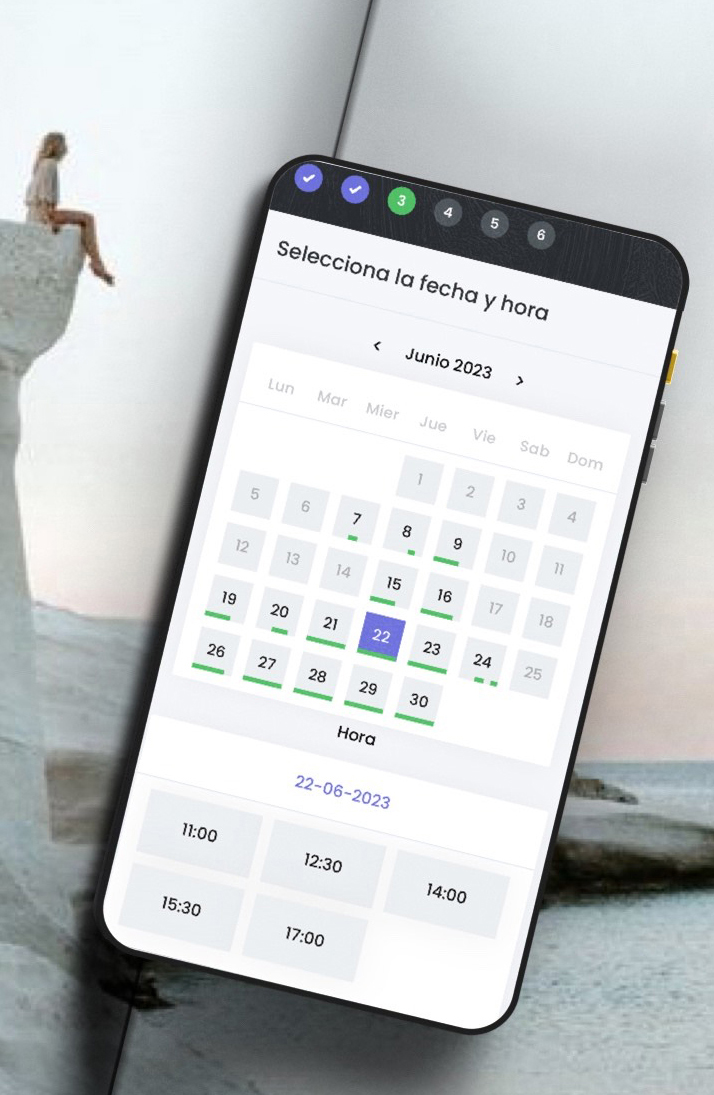 3 4 5 6
Selecciona la fecha y hora
< Junio 2023 >
Lun Mar Mier Jue Vie Sab Dom
1 2 3 4
5 6 7 8 9 10 11
12 13 14 15 16 17 18
19 20 21 22 23 24 25
26 27 28 29 30
Hora
22-06-2023
11:00 12:30 14:00
15:30 17:00